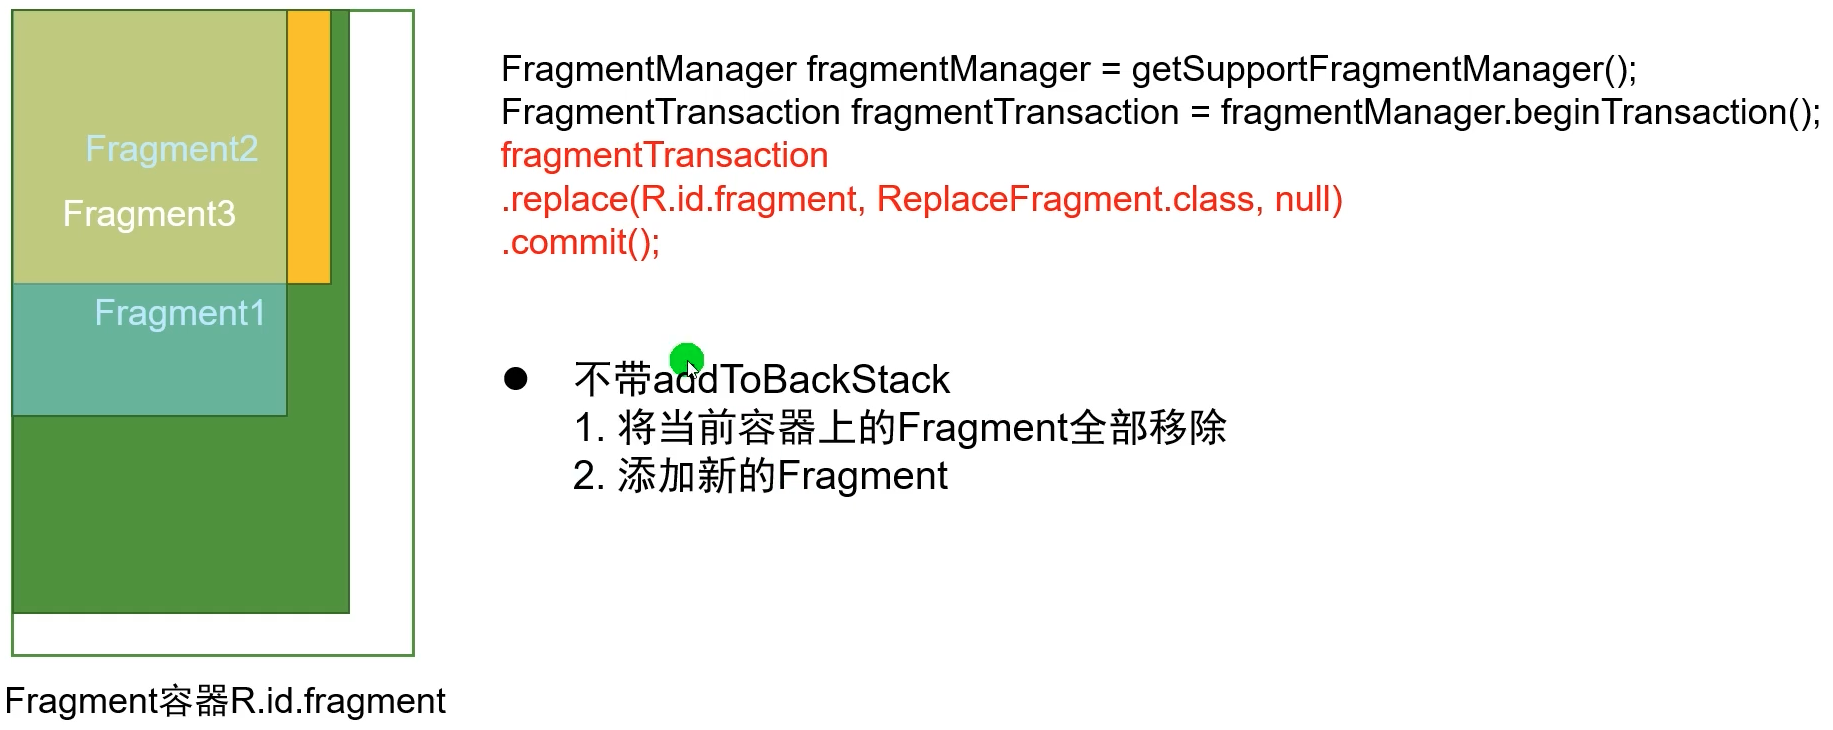 Fragment2
Fragment3
Fragment1
Fragment容器R.id.fragment
FragmentManager fragmentManager = getSupportFragmentManager();
FragmentTransaction fragmentTransaction = fragmentManager.beginTransaction();
fragmentTransaction
.replace(R.id.fragment, ReplaceFragment.class, null)
.commit();
● 不带addToBackStack
1. 将当前容器上的Fragment全部移除
2. 添加新的Fragment